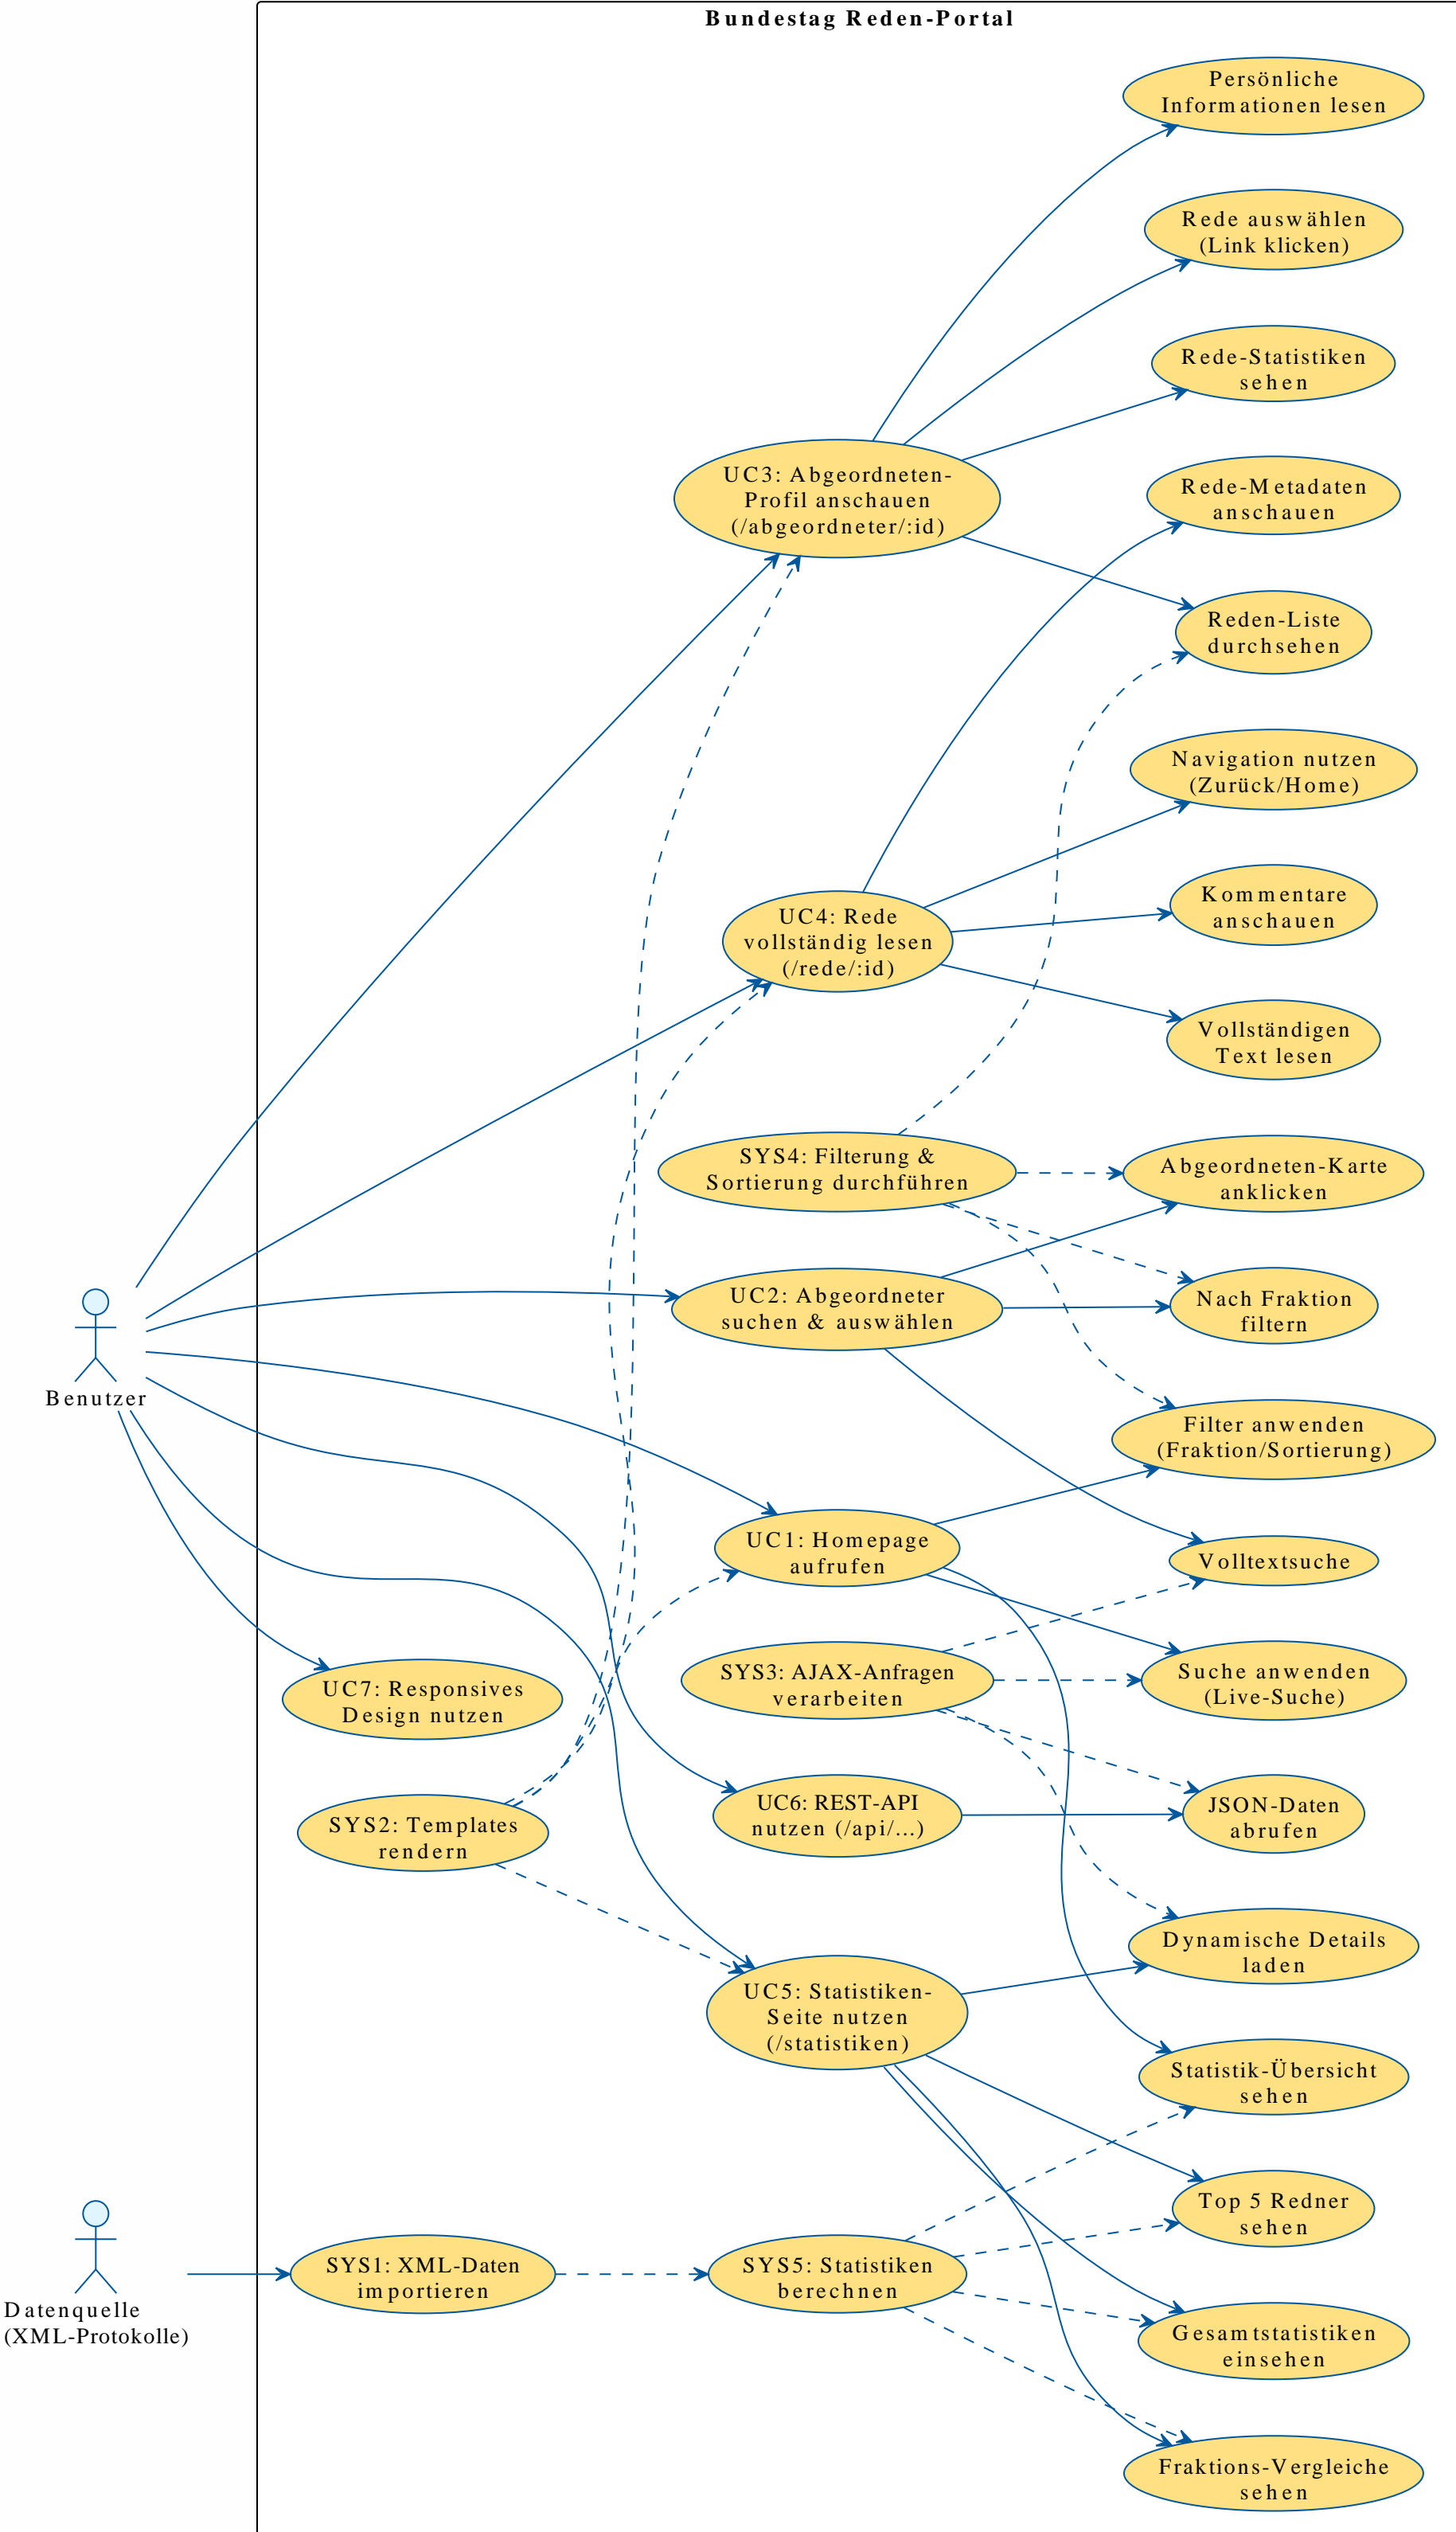 Bundestag Reden-Portal
Persönliche
Informationen lesen
Rede auswählen
(Link klicken)
Rede-Statistiken
sehen
UC3: Abgeordneten-
Profil anschauen
(/abgeordneter/:id)
Rede-Metadaten
anschauen
Reden-Liste
durchsehen
Navigation nutzen
(Zurück/Home)
Kommentare
anschauen
UC4: Rede
vollständig lesen
(/rede/:id)
Vollständigen
Text lesen
SYS4: Filterung &
Sortierung durchführen
Abgeordneten-Karte
anklicken
UC2: Abgeordneter
suchen & auswählen
Nach Fraktion
filtern
Benutzer
Filter anwenden
(Fraktion/Sortierung)
UC1: Homepage
aufrufen
Volltextsuche
UC7: Responsives
Design nutzen
SYS3: AJAX-Anfragen
verarbeiten
Suche anwenden
(Live-Suche)
SYS2: Templates
rendern
UC6: REST-API
nutzen (/api/...)
JSON-Daten
abrufen
Dynamische Details
laden
UC5: Statistiken-
Seite nutzen
(/statistiken)
Statistik-Übersicht
sehen
Top 5 Redner
sehen
Datenquelle
(XML-Protokolle)
SYS1: XML-Daten
importieren
SYS5: Statistiken
berechnen
Gesamtstatistiken
einsehen
Fraktions-Vergleiche
sehen